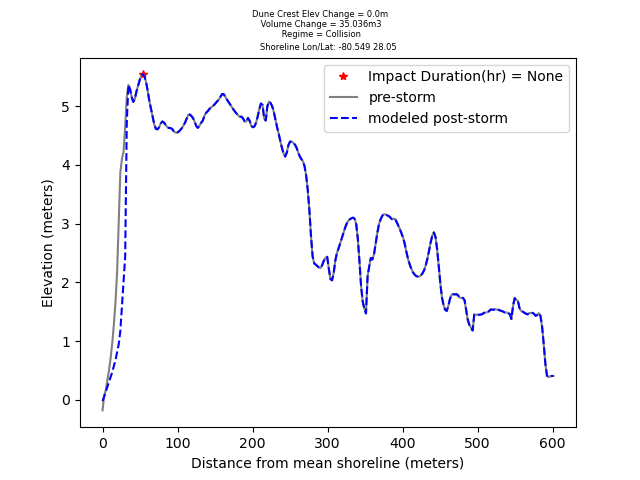 Dune Crest Elev Change = 0.0m
Volume Change = 35.036m
Regime = Collision
Shoreline Lon/Lat: -80.549 28.05
Impact Duration(hr) = None
pre-storm
modeled post-storm
Elevation (meters)
5
4
3
2
1
0
0 100 200 300 400 500 600
Distance from mean shoreline (meters)